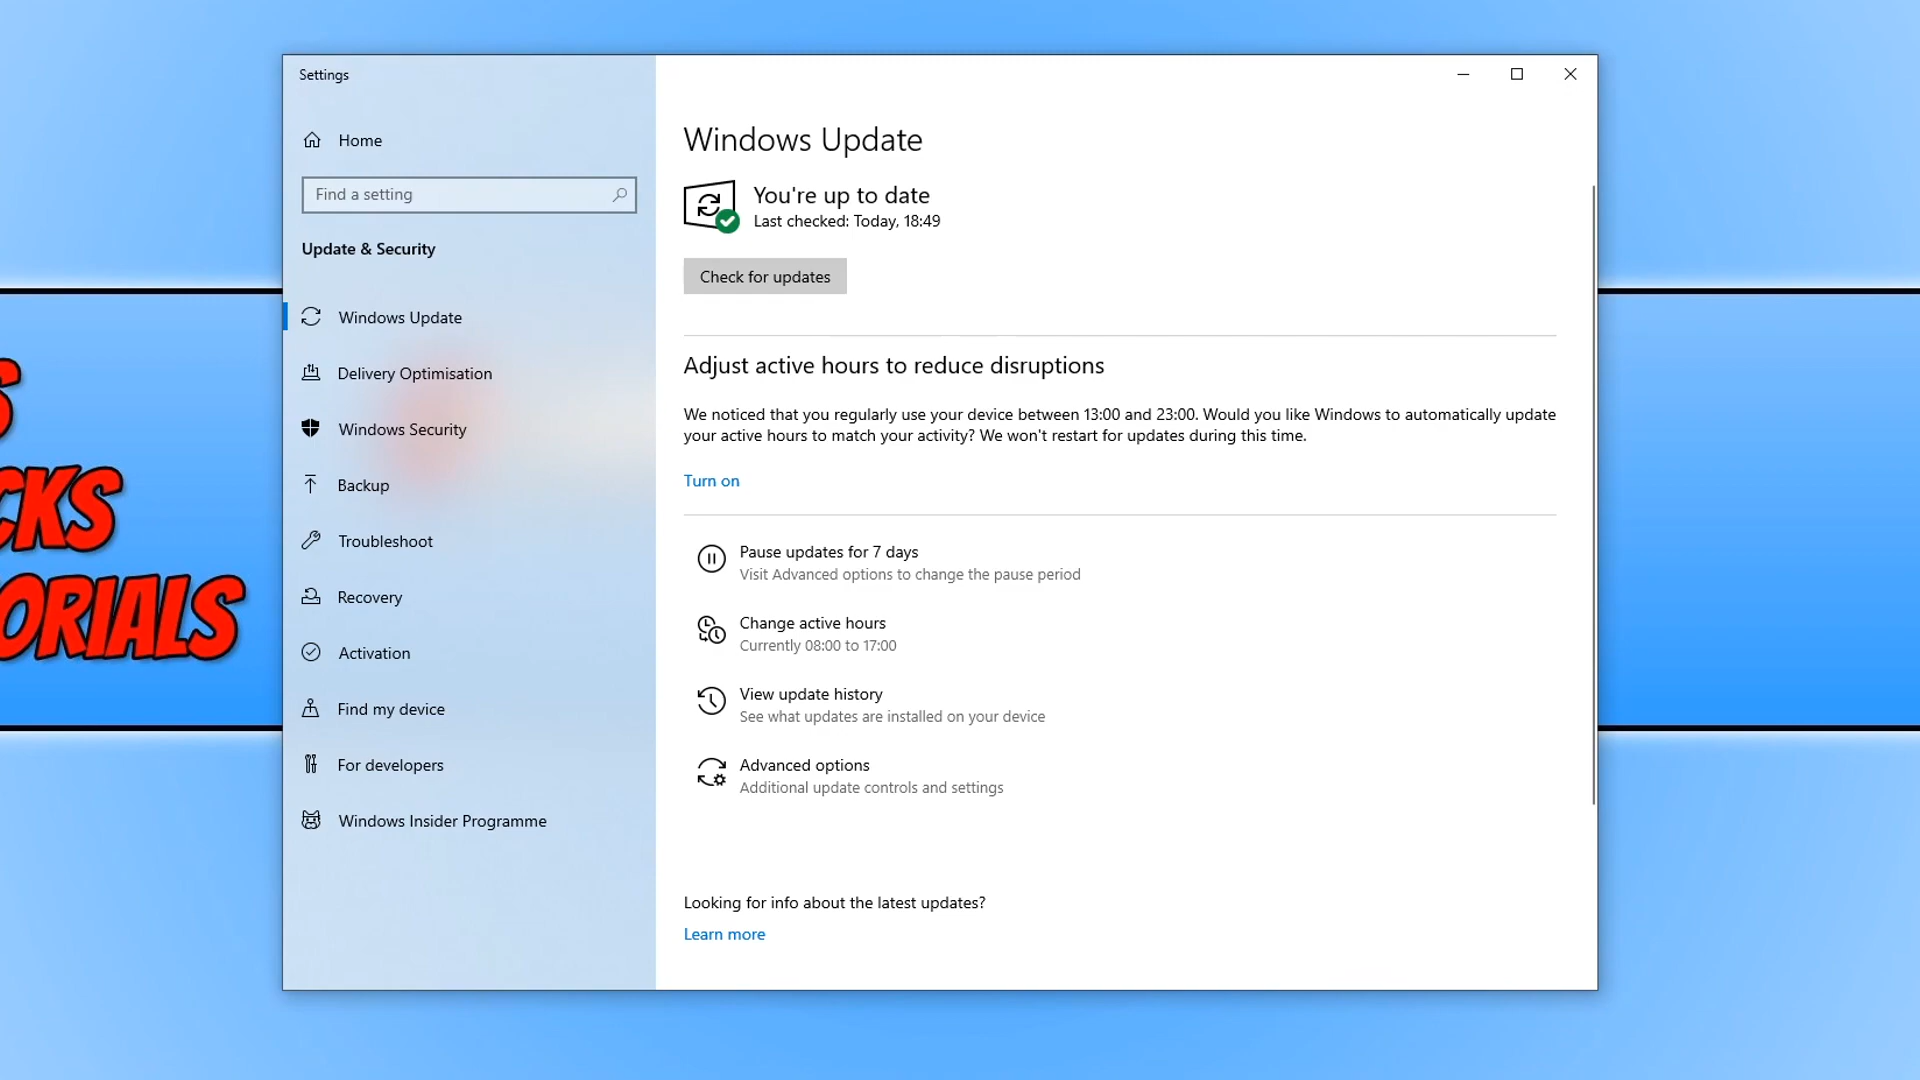 Settings
Home
Find a setting
Update & Security
Windows Update
Delivery Optimisation
Windows Security
Backup
Troubleshoot
Recovery
Activation
Find my device
For developers
Windows Insider Programme
Windows Update
You're up to date
Last checked: Today, 18:49
Check for updates
Adjust active hours to reduce disruptions
We noticed that you regularly use your device between 13:00 and 23:00. Would you like Windows to automatically update
your active hours to match your activity? We won't restart for updates during this time.
Turn on
Pause updates for 7 days
Visit Advanced options to change the pause period
Change active hours
Currently 08:00 to 17:00
View update history
See what updates are installed on your device
Advanced options
Additional update controls and settings
Looking for info about the latest updates?
Learn more
S
CKS
ORIALS